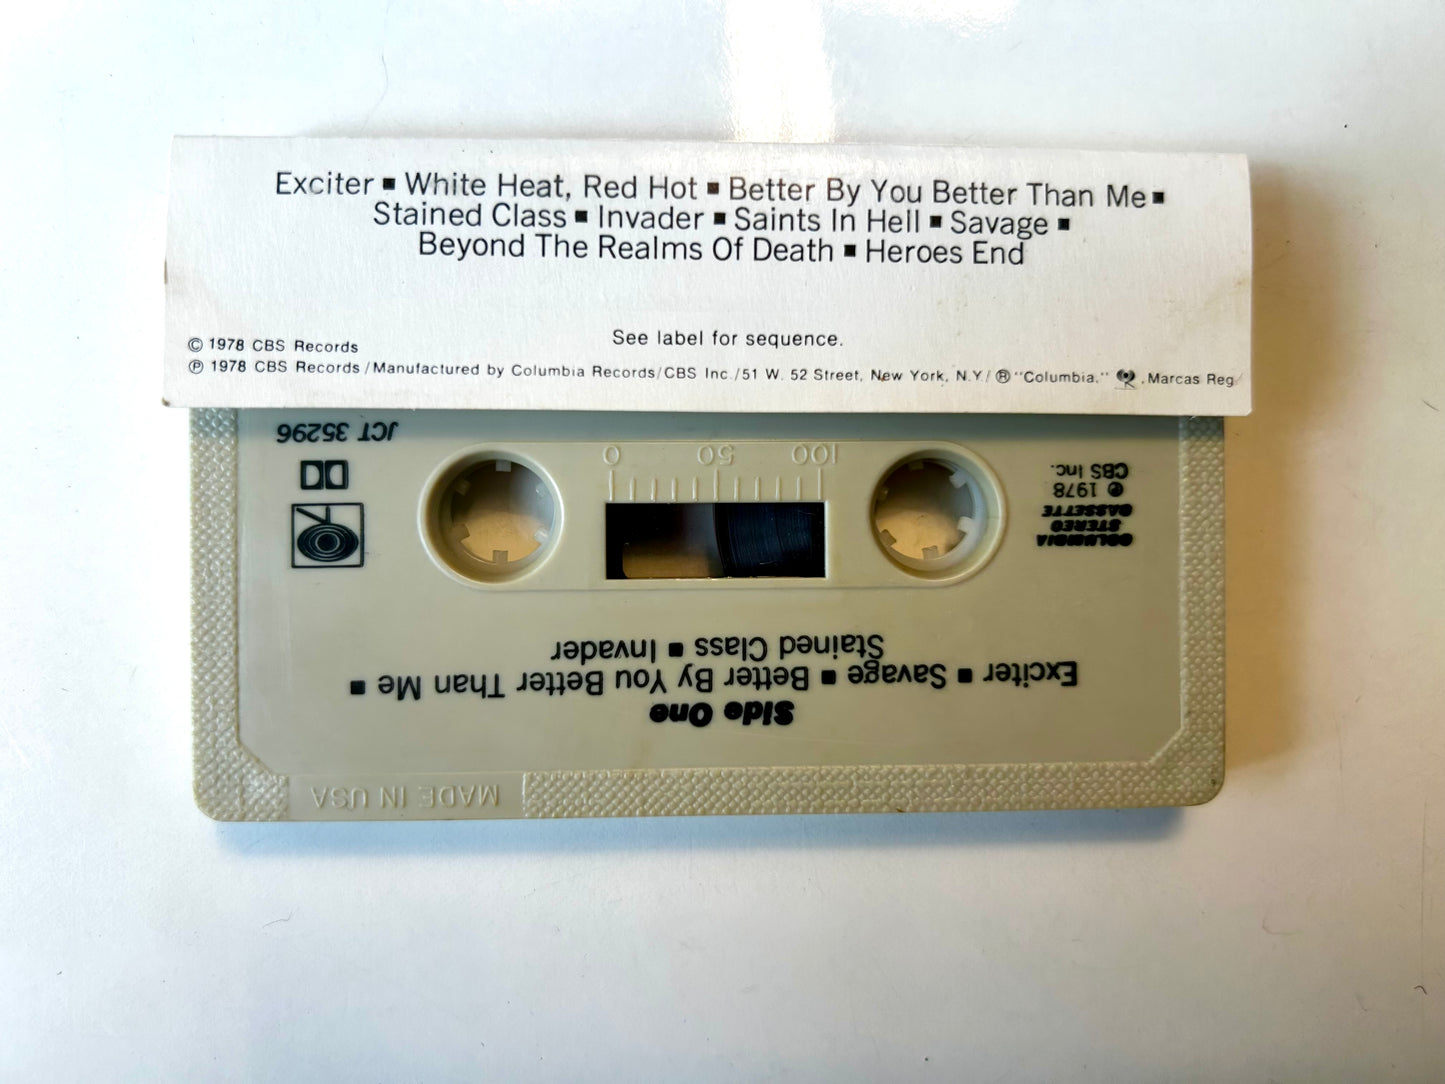 Exciter ▪ White Heat, Red Hot ▪ Better By You Better Than Me ▪
Stained Class ▪ Invader ▪ Saints In Hell ▪ Savage ▪
Beyond The Realms Of Death ▪ Heroes End
See label for sequence.
© 1978 CBS Records
℗ 1978 CBS Records / Manufactured by Columbia Records/CBS Inc./51 W. 52 Street, New York, N.Y./ ® "Columbia," , Marcas Reg.
Side One
Exciter ▪ Savage ▪ Better By You Better Than Me ▪
Stained Class ▪ Invader
COLUMBIA
STEREO
CASSETTE
℗ 1978
CBS Inc.
100 50 0
JCT 35296
MADE IN USA